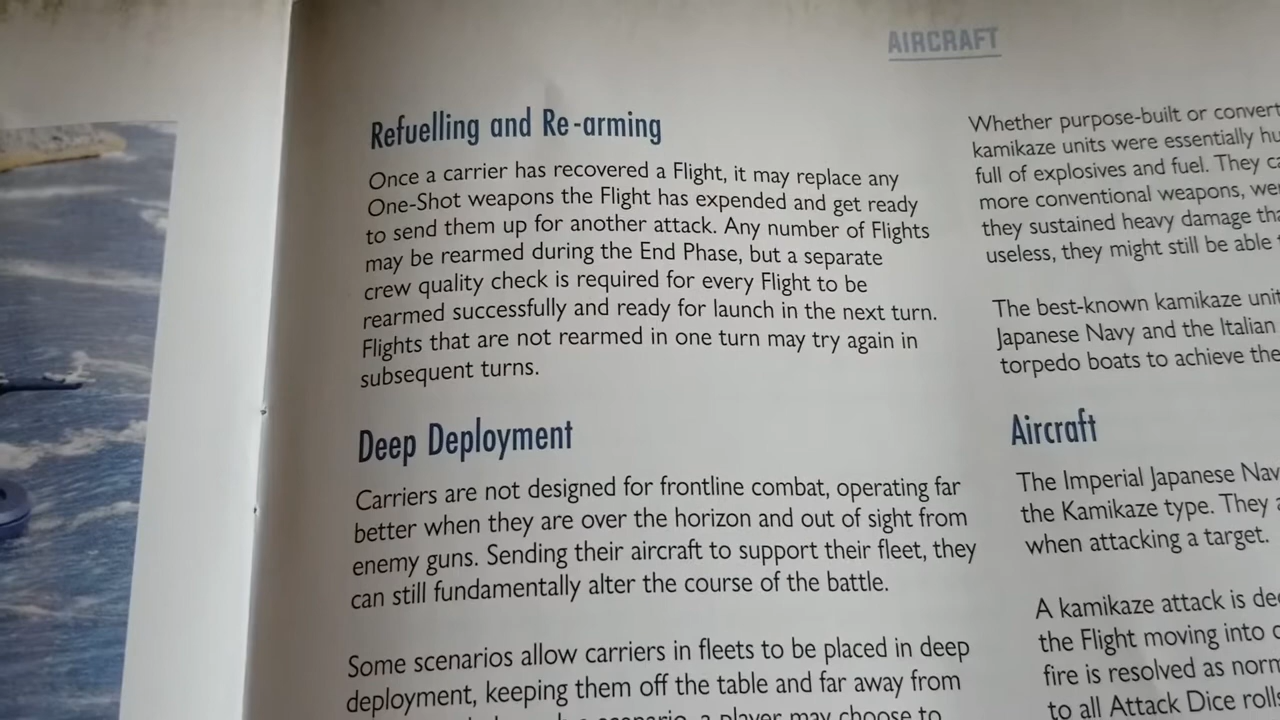 AIRCRAFT
Refuelling and Re-arming
Once a carrier has recovered a Flight, it may replace any
One-Shot weapons the Flight has expended and get ready
to send them up for another attack. Any number of Flights
may be rearmed during the End Phase, but a separate
crew quality check is required for every Flight to be
rearmed successfully and ready for launch in the next turn.
Flights that are not rearmed in one turn may try again in
subsequent turns.
Deep Deployment
Carriers are not designed for frontline combat, operating far
better when they are over the horizon and out of sight from
enemy guns. Sending their aircraft to support their fleet, they
can still fundamentally alter the course of the battle.
Some scenarios allow carriers in fleets to be placed in deep
deployment, keeping them off the table and far away from
a player may choose to
Whether purpose-built or
kamikaze units were essentially
full of explosives and fuel. They
more conventional weapons,
they sustained heavy damage
useless, they might still be able
The best-known kamikaze
Japanese Navy and the Italian
torpedo boats to achieve the
Aircraft
The Imperial Japanese
the Kamikaze type. They
when attacking a target.
A kamikaze attack is
the Flight moving into
fire is resolved as
to all Attack Dice